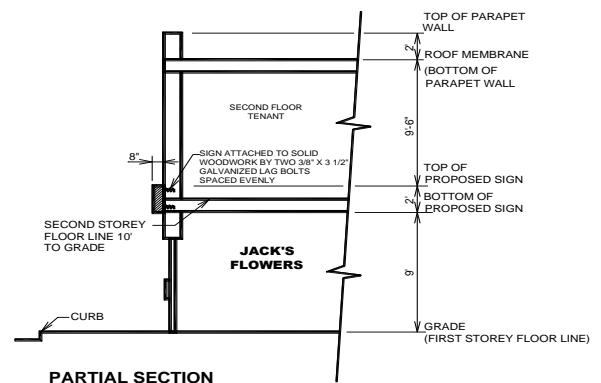 TOP OF PARAPET
WALL
2'
ROOF MEMBRANE
(BOTTOM OF
PARAPET WALL
SECOND FLOOR
TENANT
9'-6"
8"
SIGN ATTACHED TO SOLID
WOODWORK BY TWO 3/8" X 3 1/2"
GALVANIZED LAG BOLTS
SPACED EVENLY
TOP OF
PROPOSED SIGN
2'
BOTTOM OF
PROPOSED SIGN
SECOND STOREY
FLOOR LINE 10'
TO GRADE
JACK'S
FLOWERS
9'
CURB
GRADE
(FIRST STOREY FLOOR LINE)
PARTIAL SECTION